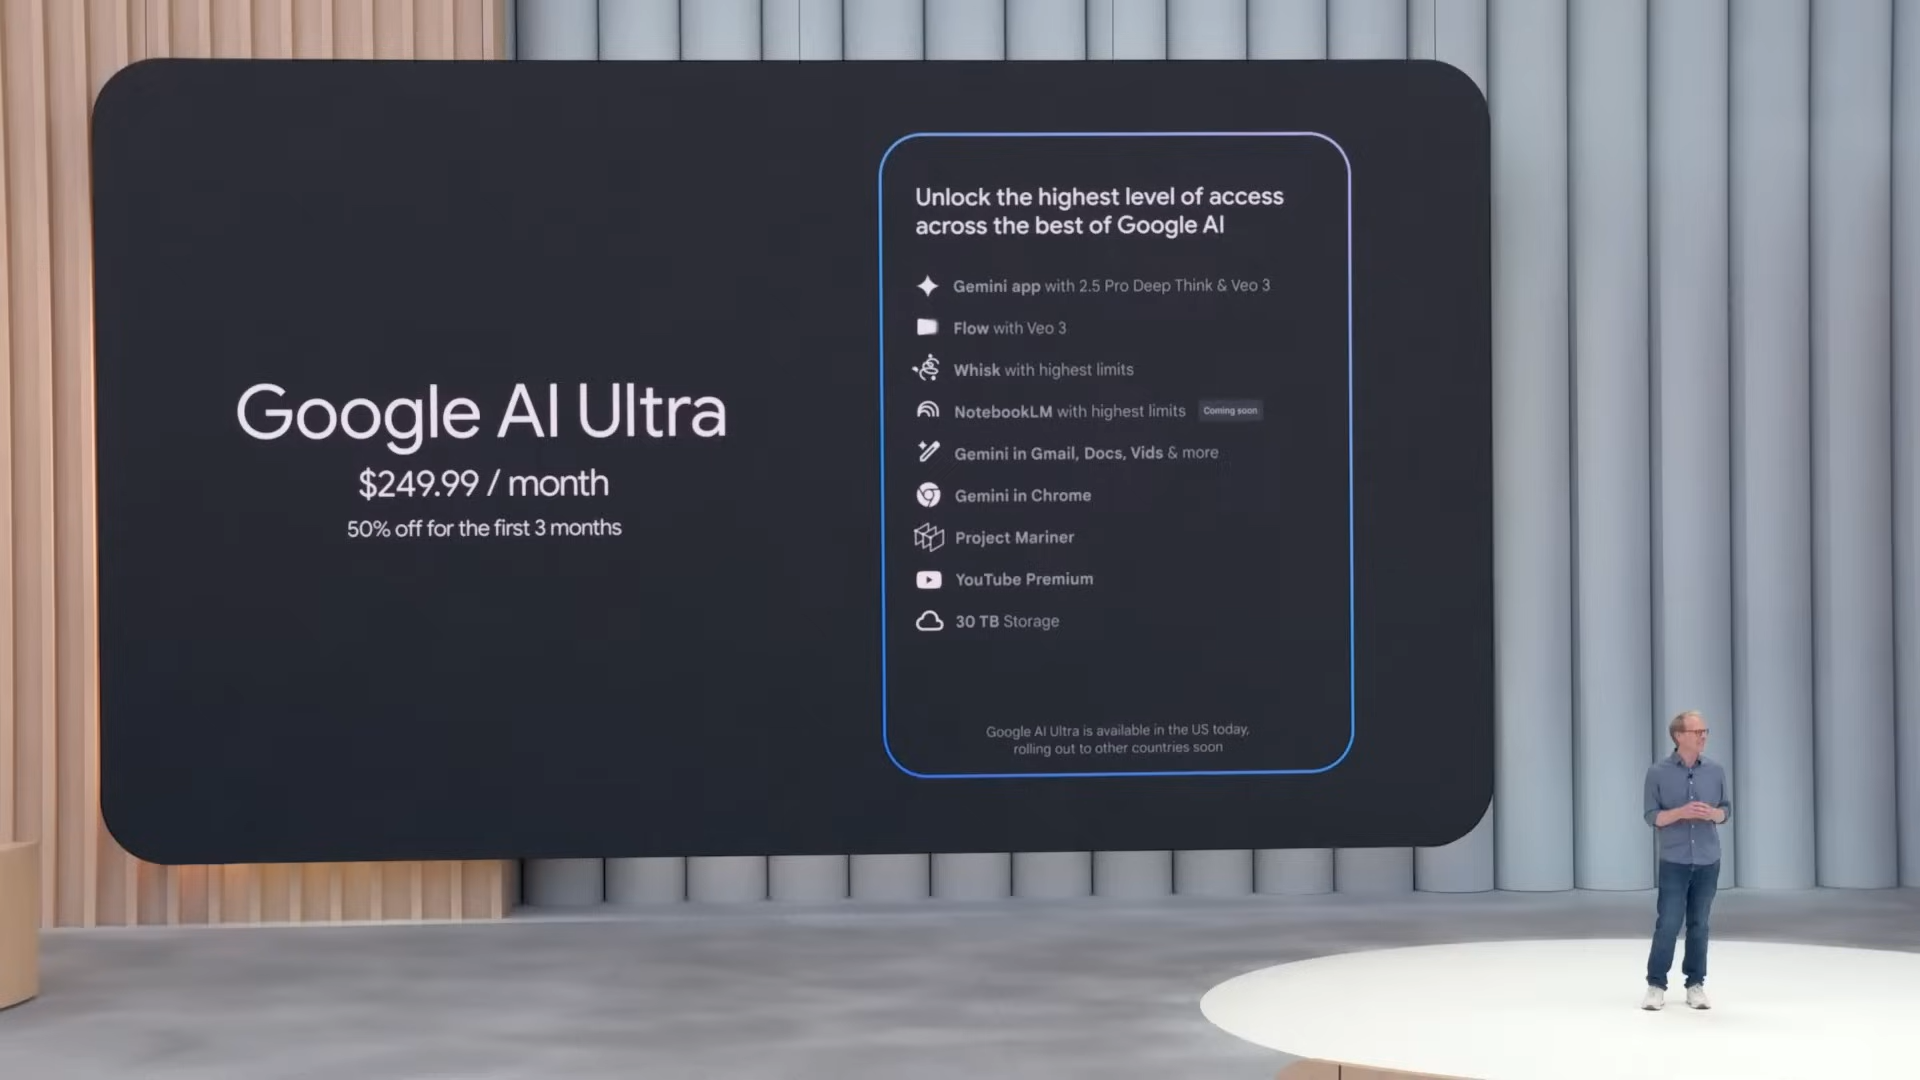 Google AI Ultra
$249.99 / month
50% off for the first 3 months
Unlock the highest level of access
across the best of Google AI
Gemini app with 2.5 Pro Deep Think & Veo 3
Flow with Veo 3
Whisk with highest limits
NotebookLM with highest limits Coming soon
Gemini in Gmail, Docs, Vids & more
Gemini in Chrome
Project Mariner
YouTube Premium
30 TB Storage
Google AI Ultra is available in the US today,
rolling out to other countries soon